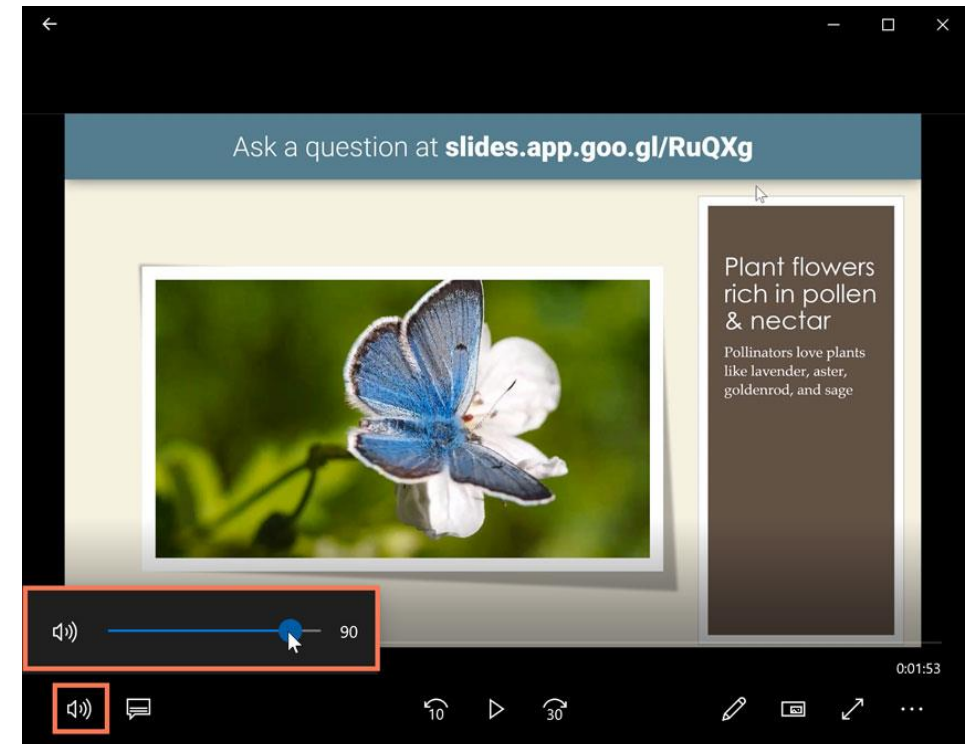 Ask a question at slides.app.goo.gl/RuQXg
Plant flowers
rich in pollen
& nectar
Pollinators love plants
like lavender, aster,
goldenrod, and sage
90
0:01:53
10
30